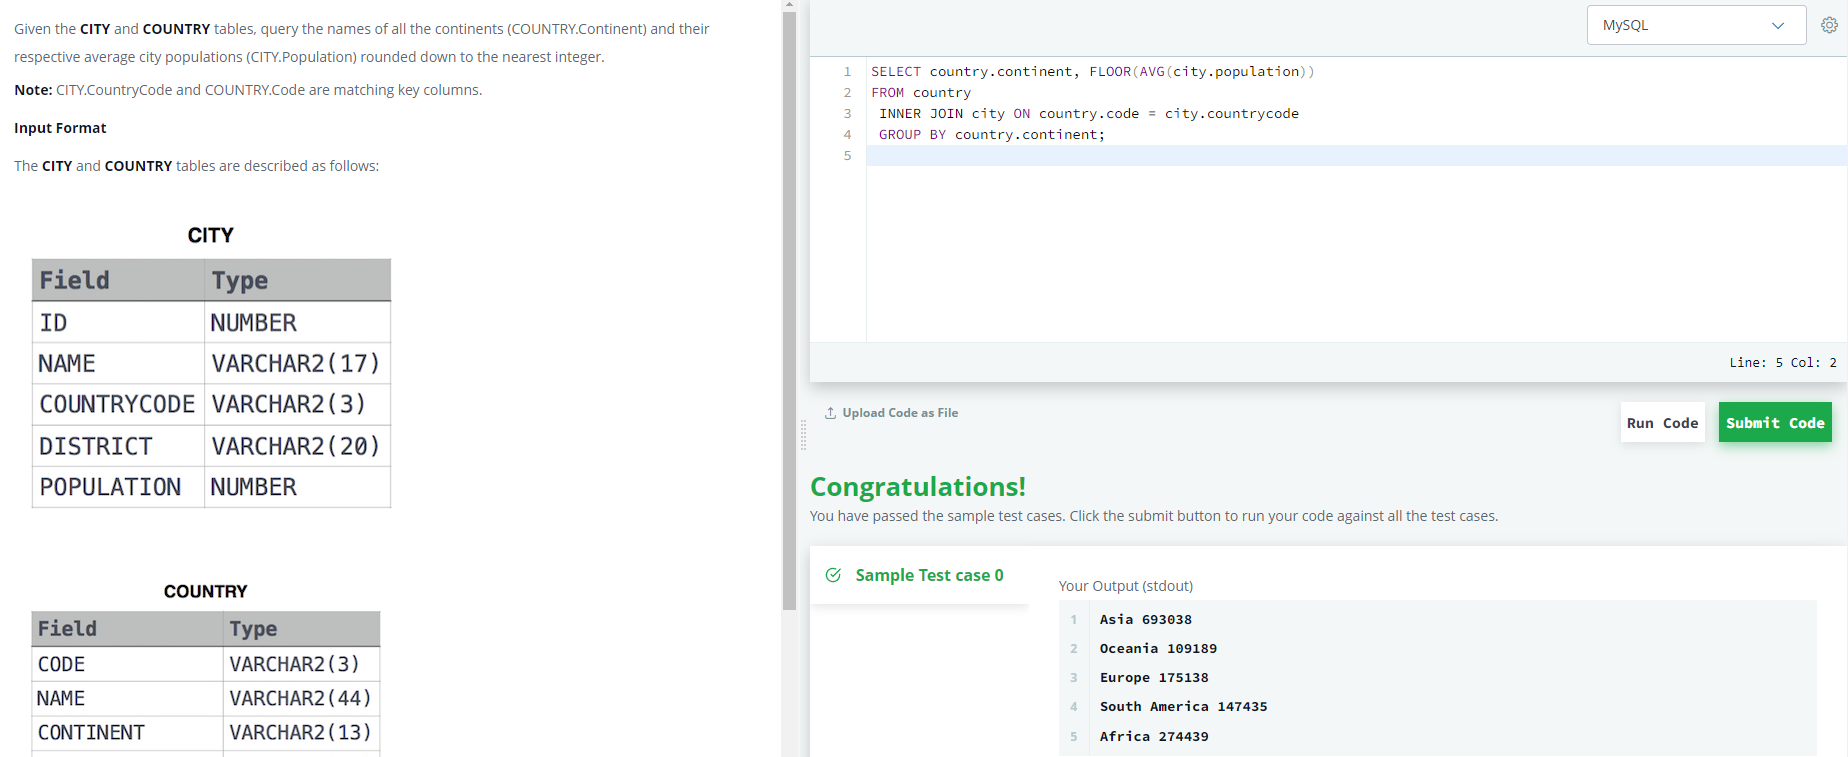 Given the CITY and COUNTRY tables, query the names of all the continents (COUNTRY.Continent) and their
respective average city populations (CITY.Population) rounded down to the nearest integer.
Note: CITY.CountryCode and COUNTRY.Code are matching key columns.
Input Format
The CITY and COUNTRY tables are described as follows:
CITY
Field Type
ID NUMBER
NAME VARCHAR2(17)
COUNTRYCODE VARCHAR2(3)
DISTRICT VARCHAR2(20)
POPULATION NUMBER
COUNTRY
Field Type
CODE VARCHAR2(3)
NAME VARCHAR2(44)
CONTINENT VARCHAR2(13)
MySQL
1 SELECT country.continent, FLOOR(AVG(city.population))
2 FROM country
3 INNER JOIN city ON country.code = city.countrycode
4 GROUP BY country.continent;
5
Line: 5 Col: 2
Upload Code as File
Run Code
Submit Code
Congratulations!
You have passed the sample test cases. Click the submit button to run your code against all the test cases.
Sample Test case 0
Your Output (stdout)
1 Asia 693038
2 Oceania 109189
3 Europe 175138
4 South America 147435
5 Africa 274439